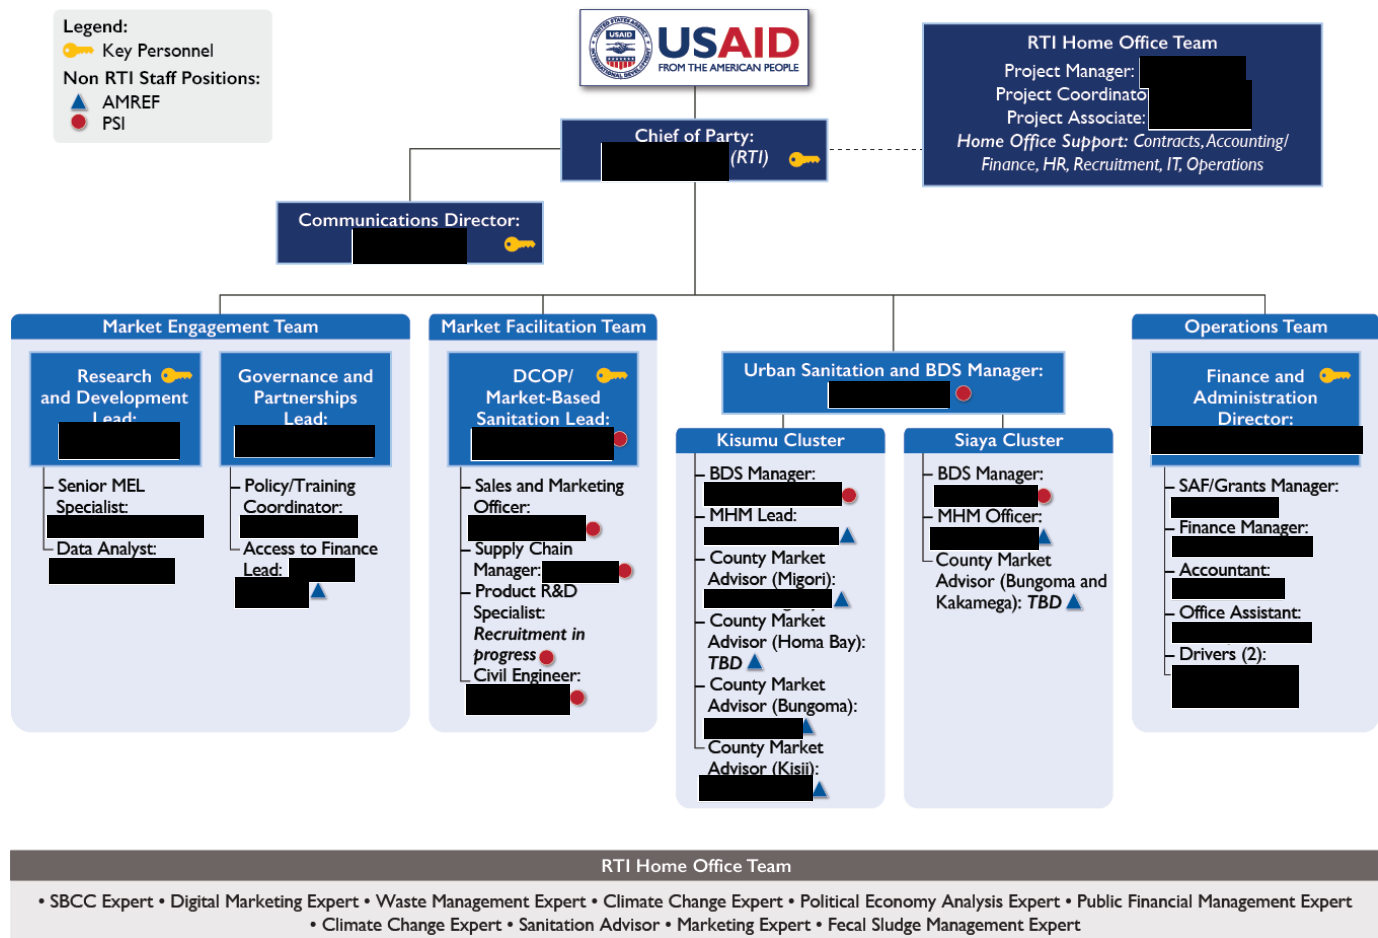 Legend:
Key Personnel
Non RTI Staff Positions:
AMREF
PSI
UNITED STATES AGENCY
INTERNATIONAL DEVELOPMENT
USAID
USAID
FROM THE AMERICAN PEOPLE
RTI Home Office Team
Project Manager:
Project Coordinato
Project Associate:
Home Office Support: Contracts, Accounting/
Finance, HR, Recruitment, IT, Operations
Chief of Party:
(RTI)
Communications Director:
Market Engagement Team
Research
and Development
Lead:
Senior MEL
Specialist:
Data Analyst:
Governance and
Partnerships
Lead:
Policy/Training
Coordinator:
Access to Finance
Lead:
Market Facilitation Team
DCOP/
Market-Based
Sanitation Lead:
Sales and Marketing
Officer:
Supply Chain
Manager:
Product R&D
Specialist:
Recruitment in
progress
Civil Engineer:
Urban Sanitation and BDS Manager:
Kisumu Cluster
BDS Manager:
MHM Lead:
County Market
Advisor (Migori):
County Market
Advisor (Homa Bay):
TBD
County Market
Advisor (Bungoma):
County Market
Advisor (Kisii):
Siaya Cluster
BDS Manager:
MHM Officer:
County Market
Advisor (Bungoma and
Kakamega): TBD
Operations Team
Finance and
Administration
Director:
SAF/Grants Manager:
Finance Manager:
Accountant:
Office Assistant:
Drivers (2):
RTI Home Office Team
• SBCC Expert • Digital Marketing Expert • Waste Management Expert • Climate Change Expert • Political Economy Analysis Expert • Public Financial Management Expert
• Climate Change Expert • Sanitation Advisor • Marketing Expert • Fecal Sludge Management Expert